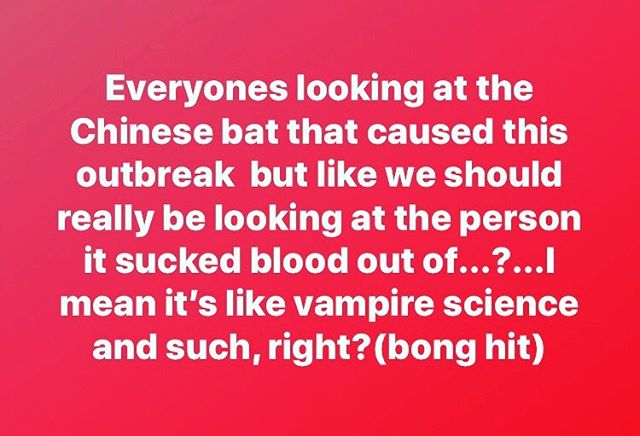 Everyones looking at the
Chinese bat that caused this
outbreak  but like we should
really be looking at the person
it sucked blood out of...?...I
mean it’s like vampire science
and such, right?(bong hit)